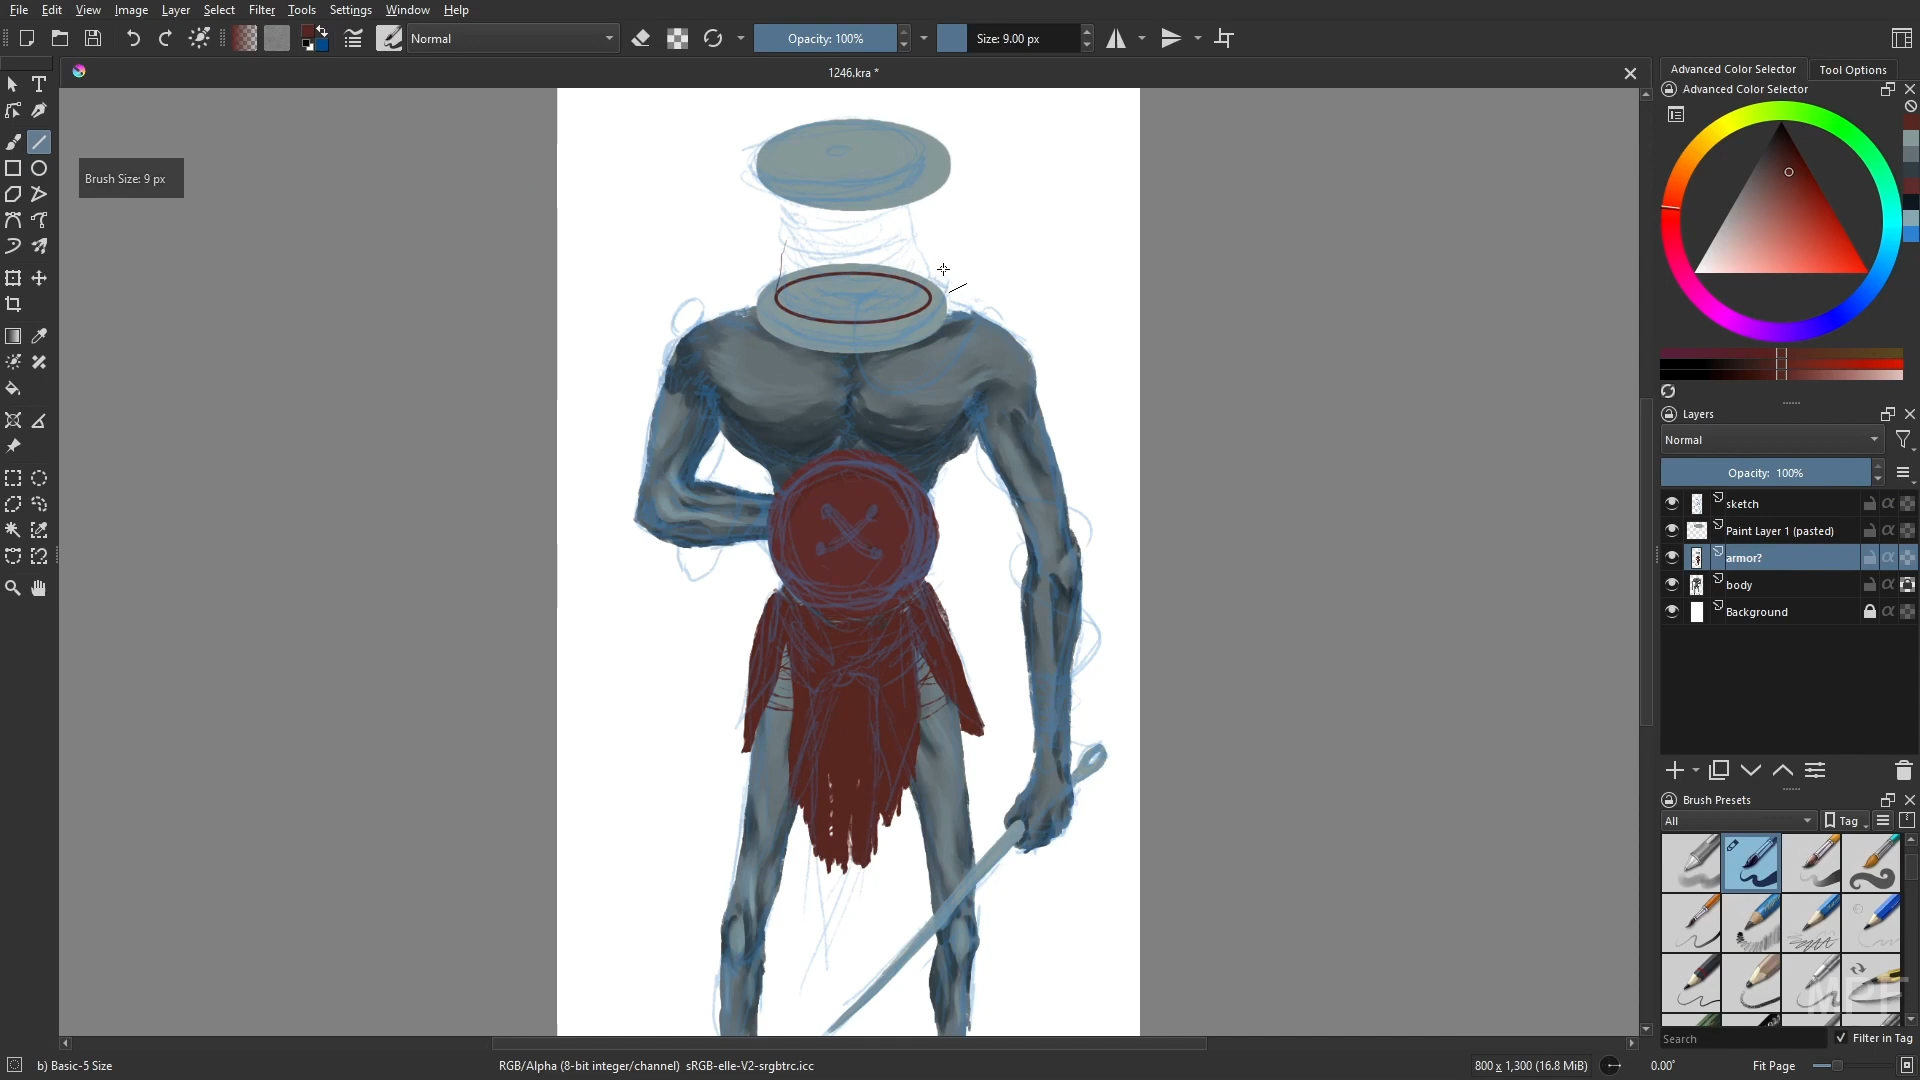 File Edit View Image Layer Select Filter Tools Settings Window Help
Normal
Opacity: 100%
Size: 9.00 px
1246.kra *
Advanced Color Selector
Tool Options
Advanced Color Selector
Brush Size: 9 px
Layers
Normal
Opacity: 100%
sketch
Paint Layer 1 (pasted)
armor?
body
Background
Brush Presets
All
Tag
MPF
Search
Filter in Tag
b) Basic-5 Size
RGB/Alpha (8-bit integer/channel) sRGB-elle-V2-srgbtrc.icc
800 x 1,300 (16.8 MiB)
0.00°
Fit Page